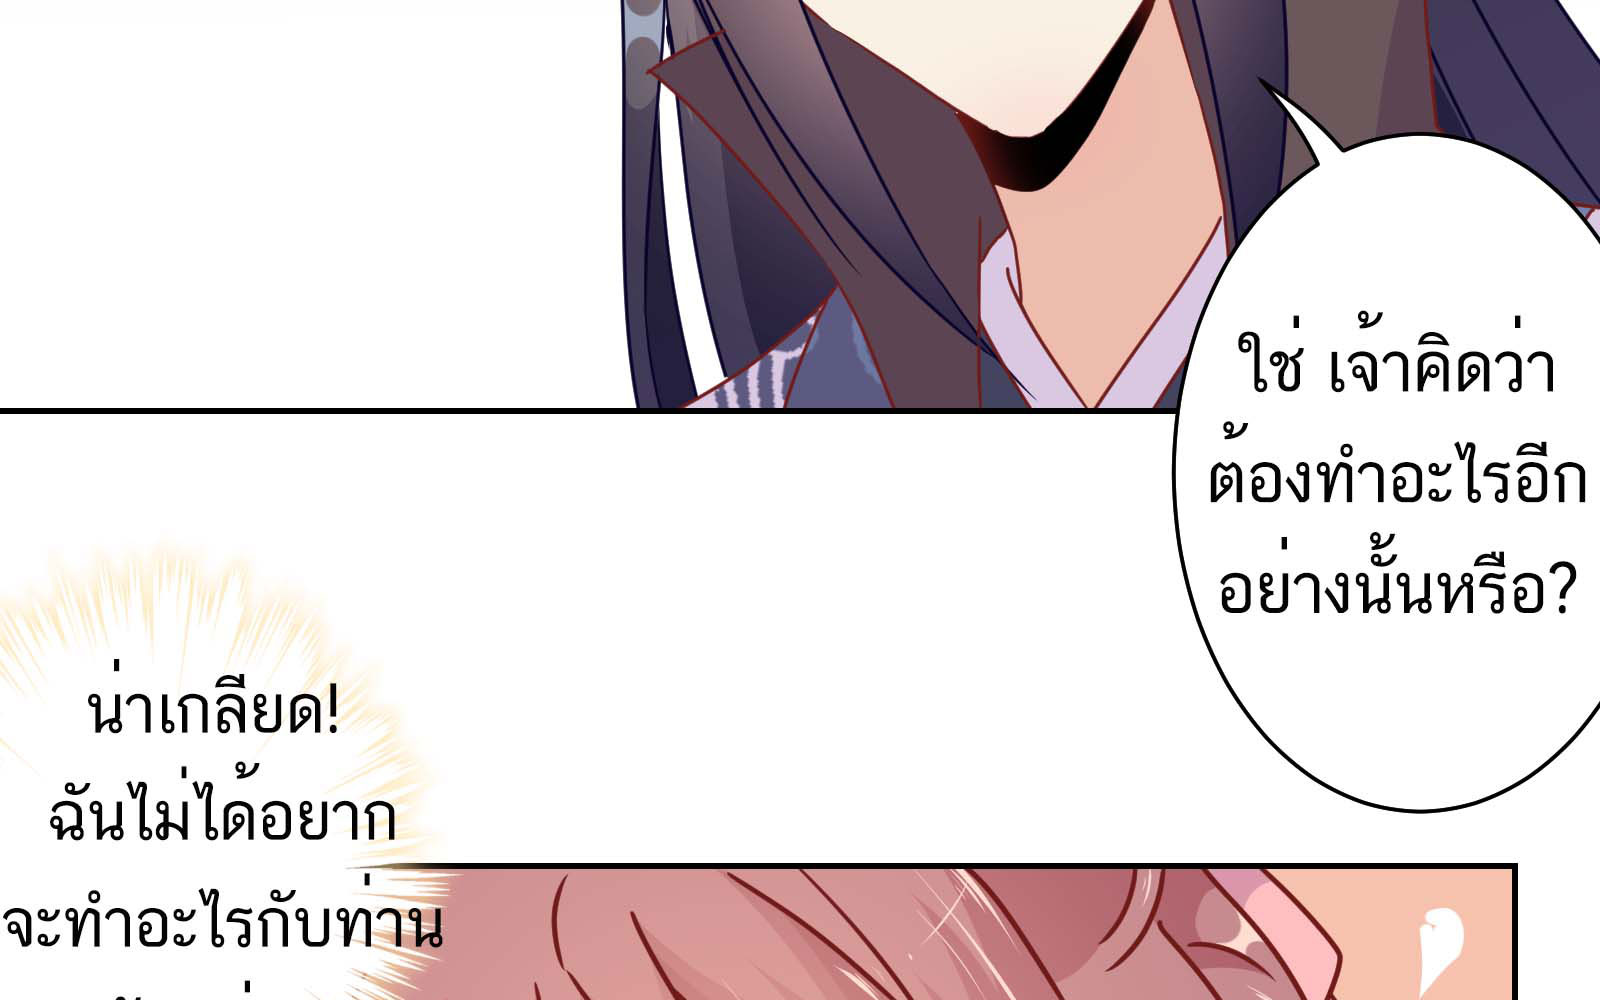 ใช่ เจ้าคิดว่า
ต้องทำอะไรอีก
อย่างนั้นหรือ?
น่าเกลียด!
ฉันไม่ได้อยาก
จะทำอะไรกับท่าน